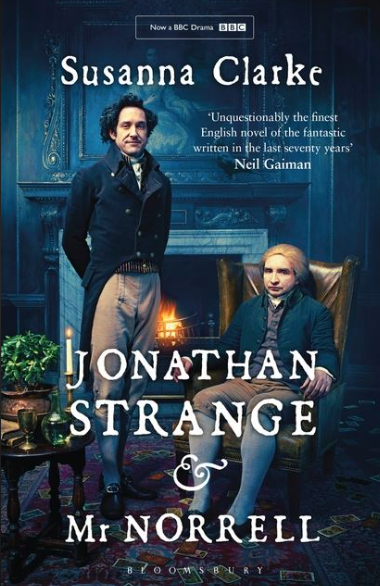 Now a BBC Drama BBC
Susanna Clarke
‘Unquestionably the finest
English novel of the fantastic
written in the last seventy years’
Neil Gaiman
JONATHAN
STRANGE
&
Mr NORRELL
BLOOMSBURY